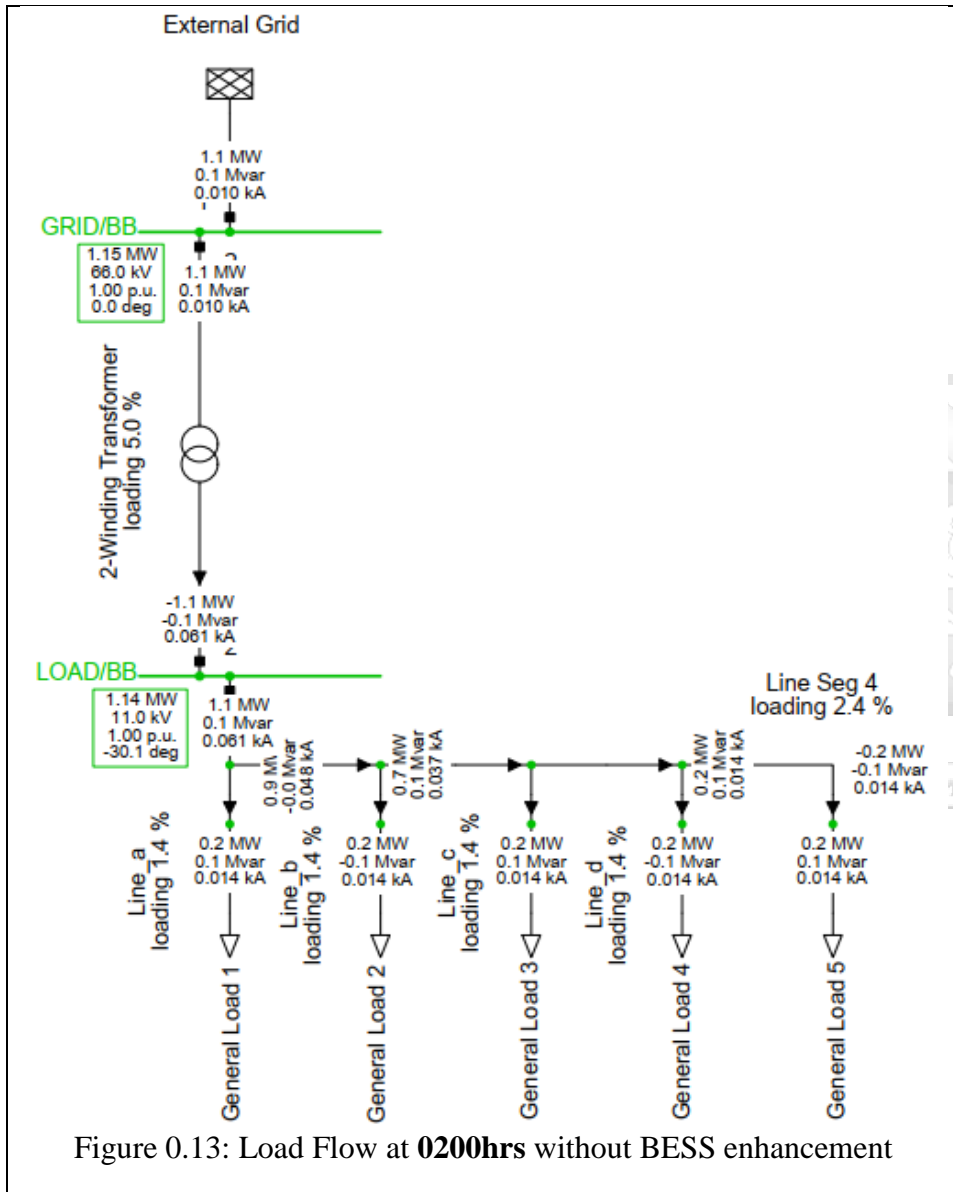 External Grid
1.1 MW
0.1 Mvar
0.010 kA
GRID/BB
1.15 MW
66.0 kV
1.00 p.u.
0.0 deg
1.1 MW
0.1 Mvar
0.010 kA
2-Winding Transformer
loading 5.0 %
-1.1 MW
-0.1 Mvar
0.061 kA
LOAD/BB
1.14 MW
11.0 kV
1.00 p.u.
-30.1 deg
1.1 MW
0.1 Mvar
0.061 kA
0.9
-0.0 Mvar
0.048 kA
0.7 MW
0.1 Mvar
0.037 kA
0.2 MW
0.1 Mvar
0.014 kA
Line Seg 4
loading 2.4 %
-0.2 MW
-0.1 Mvar
0.014 kA
Line_a
loading 1.4 %
0.2 MW
0.1 Mvar
0.014 kA
Line_b
loading 1.4 %
0.2 MW
-0.1 Mvar
0.014 kA
Line_c
loading 1.4 %
0.2 MW
0.1 Mvar
0.014 kA
Line_d
loading 1.4 %
0.2 MW
-0.1 Mvar
0.014 kA
0.2 MW
0.1 Mvar
0.014 kA
General Load 1
General Load 2
General Load 3
General Load 4
General Load 5
Figure 0.13: Load Flow at 0200hrs without BESS enhancement